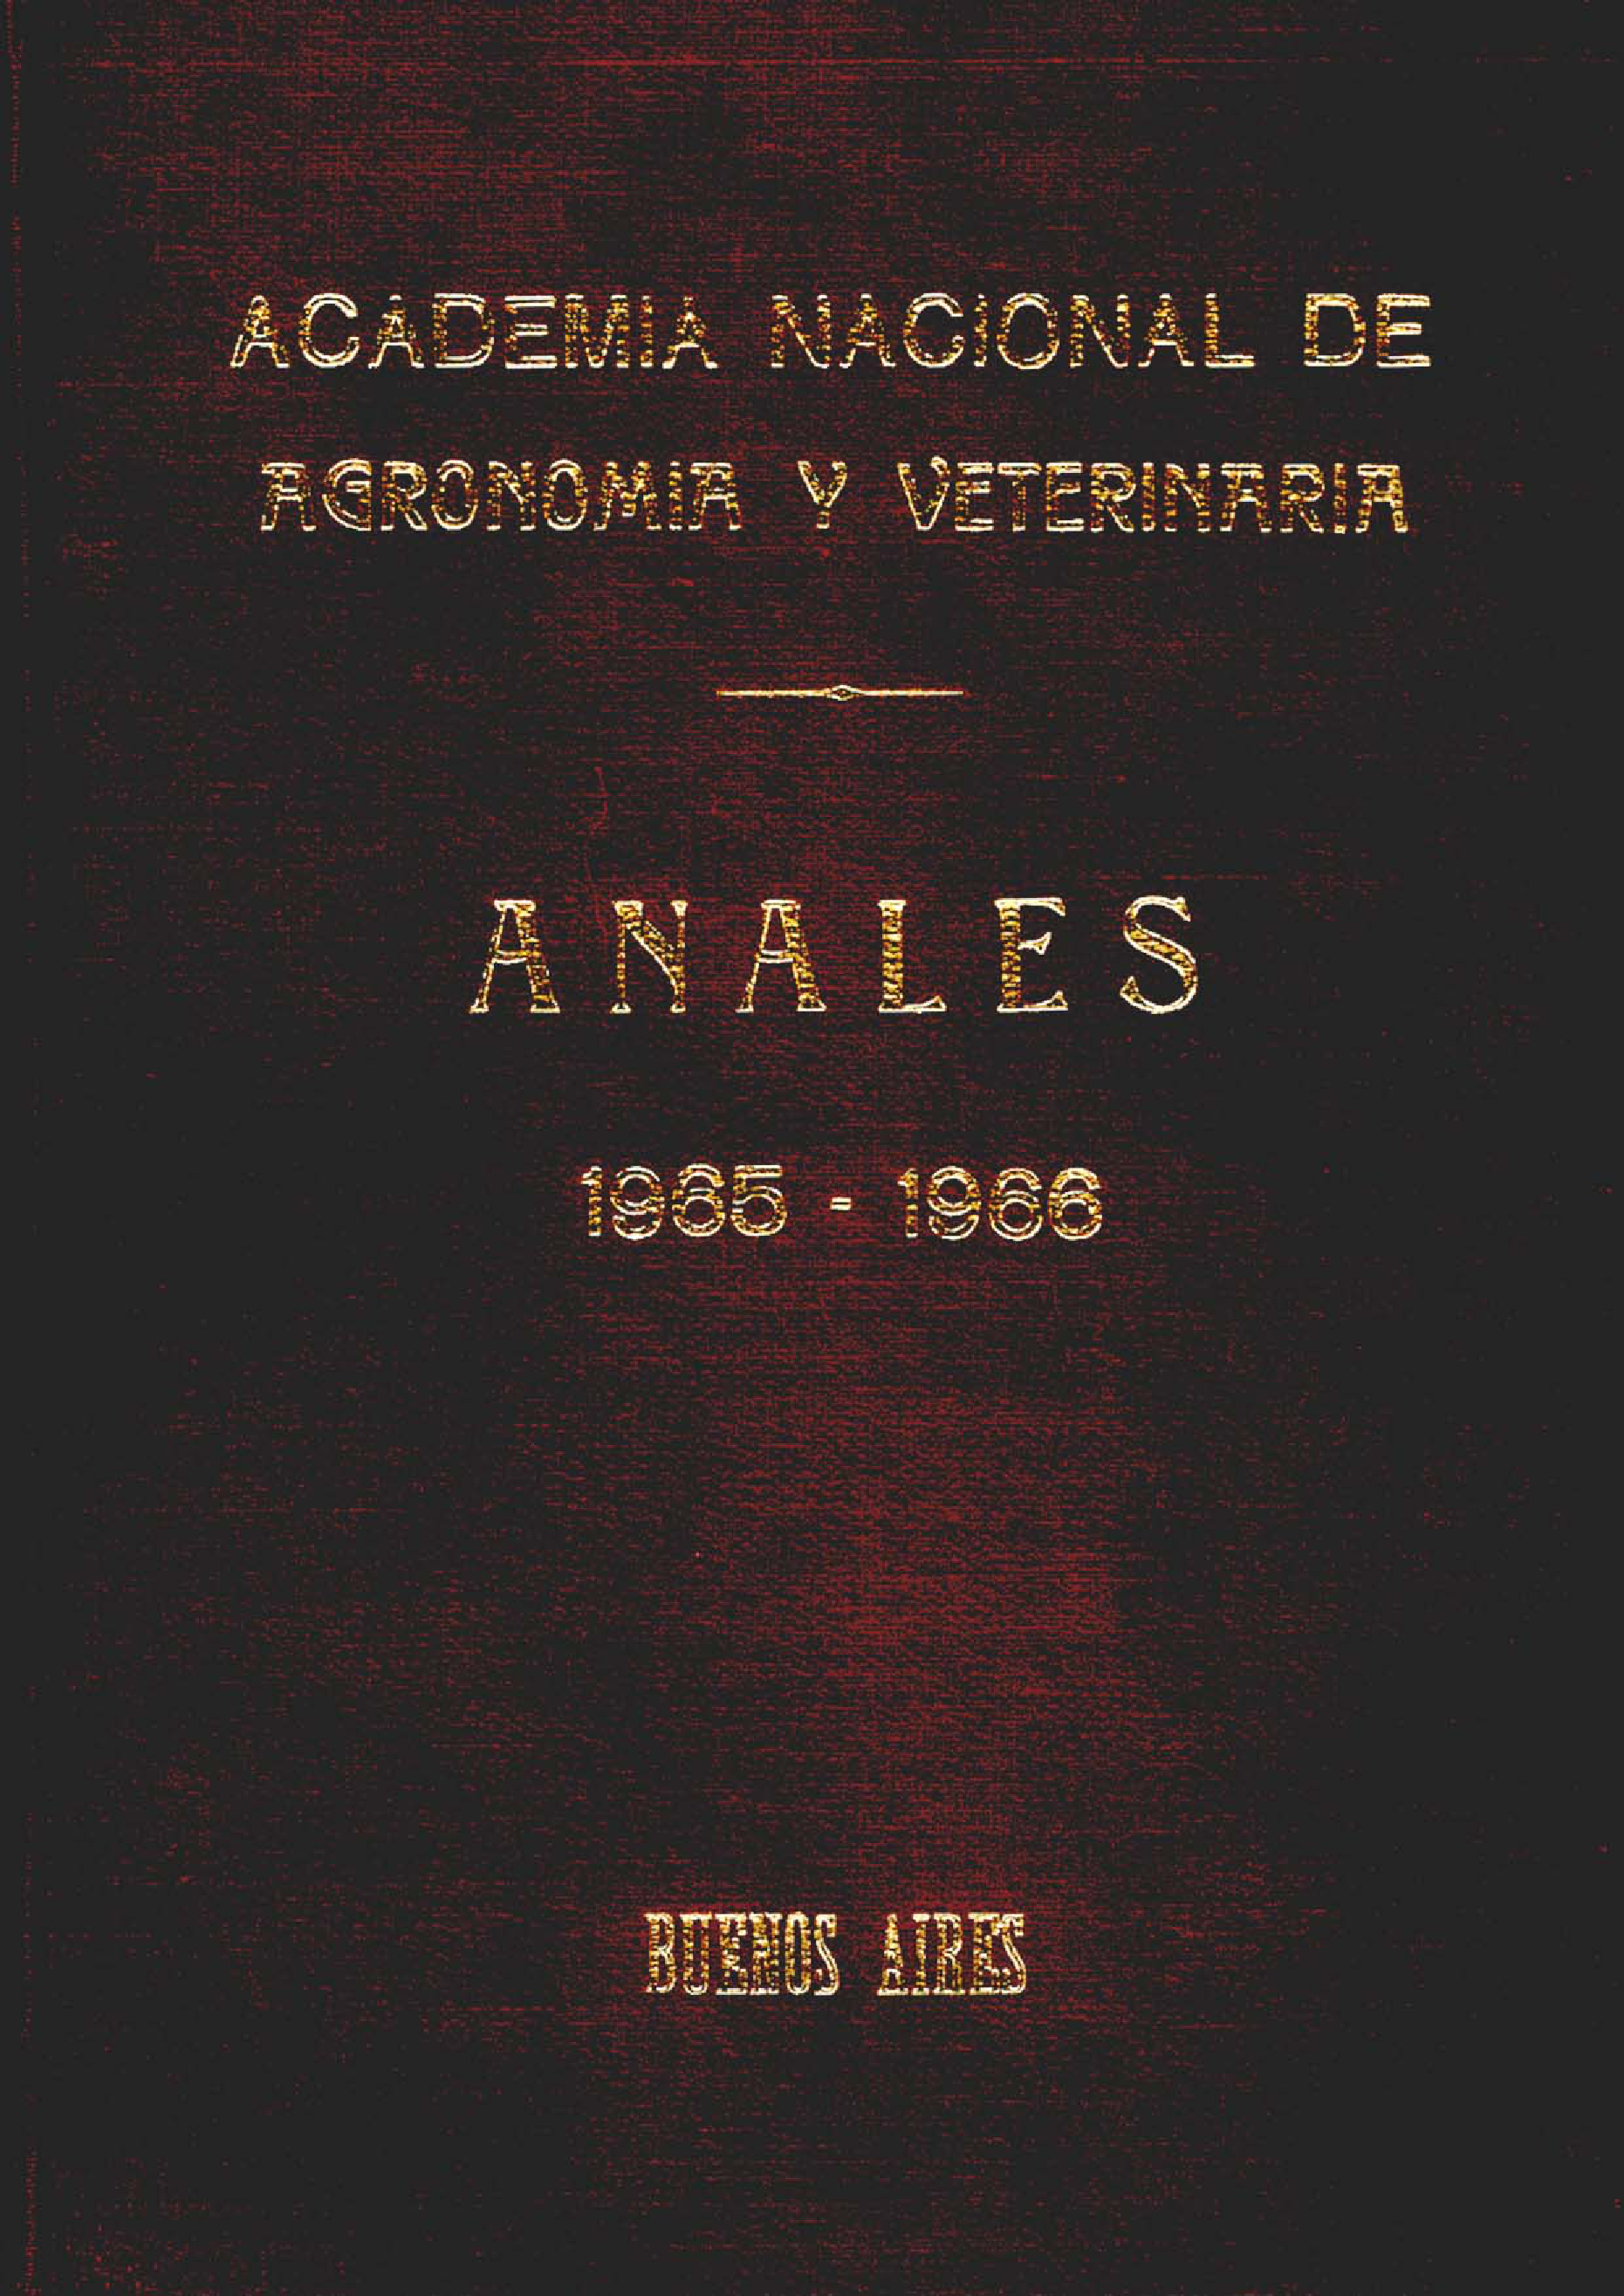 ACADEMIA NACIONAL DE
AGRONOMIA Y VETERINARIA
ANALES
1965 - 1966
BUENOS AIRES